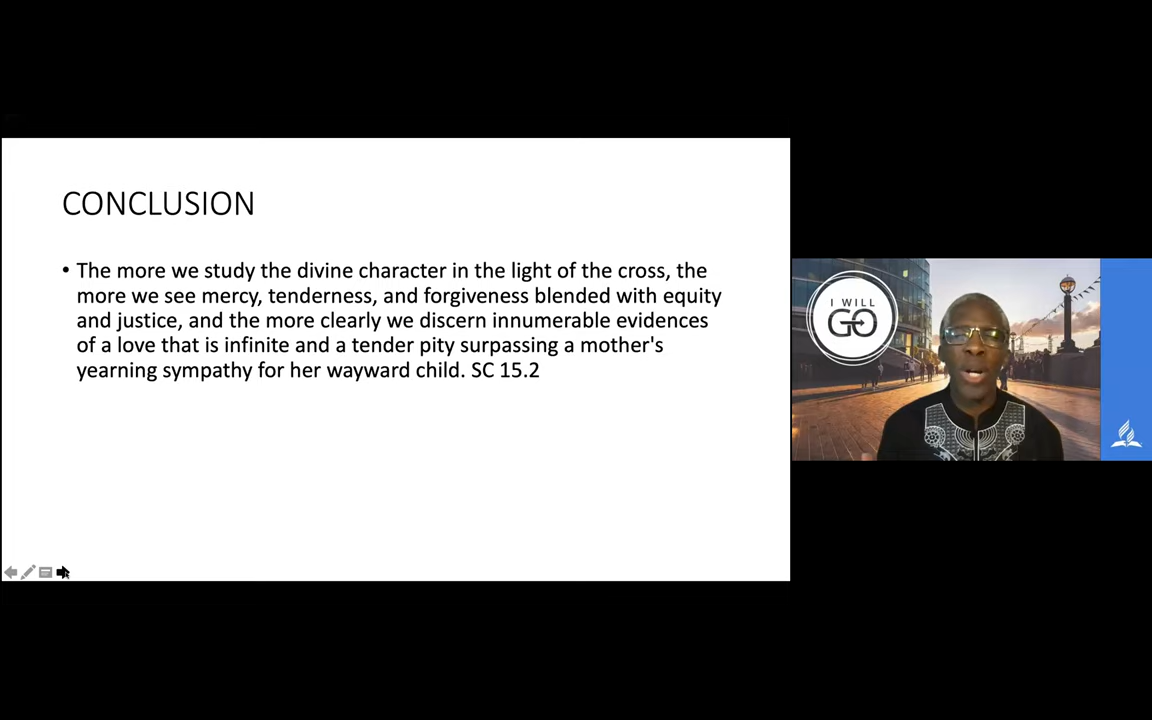 CONCLUSION
• The more we study the divine character in the light of the cross, the
more we see mercy, tenderness, and forgiveness blended with equity
and justice, and the more clearly we discern innumerable evidences
of a love that is infinite and a tender pity surpassing a mother's
yearning sympathy for her wayward child. SC 15.2
I WILL
GO